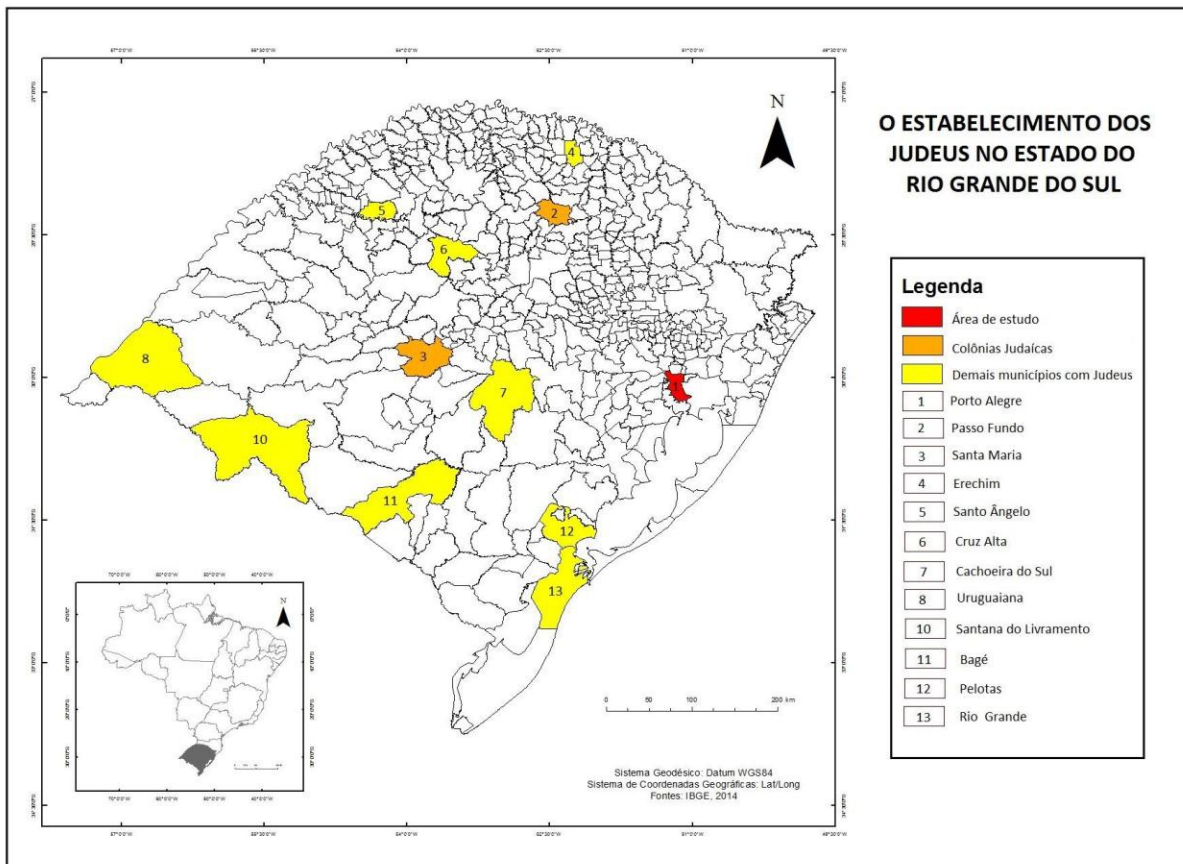 O ESTABELECIMENTO DOS
JUDEUS NO ESTADO DO
RIO GRANDE DO SUL
N
4
5
2
6
8
3
1
7
10
11
12
13
Legenda
Área de estudo
Colônias Judaícas
Demais municípios com Judeus
1 Porto Alegre
2 Passo Fundo
3 Santa Maria
4 Erechim
5 Santo Ângelo
6 Cruz Alta
7 Cachoeira do Sul
8 Uruguaiana
10 Santana do Livramento
11 Bagé
12 Pelotas
13 Rio Grande
N
0 50 100 200 km
Sistema Geodésico: Datum WGS84
Sistema de Coordenadas Geográficas: Lat/Long
Fontes: IBGE, 2014